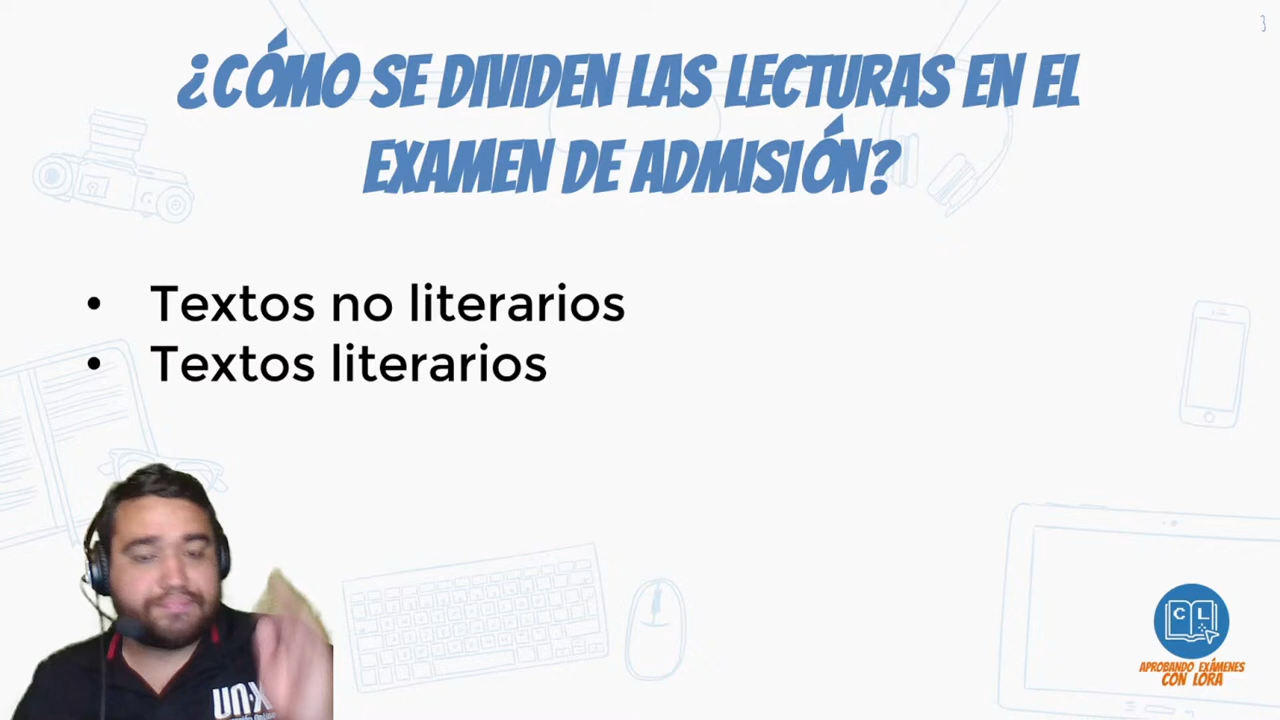 3
¿CÓMO SE DIVIDEN LAS LECTURAS EN EL
EXAMEN DE ADMISIÓN?
• Textos no literarios
• Textos literarios
C L
APROBANDO EXÁMENES
CON LORA